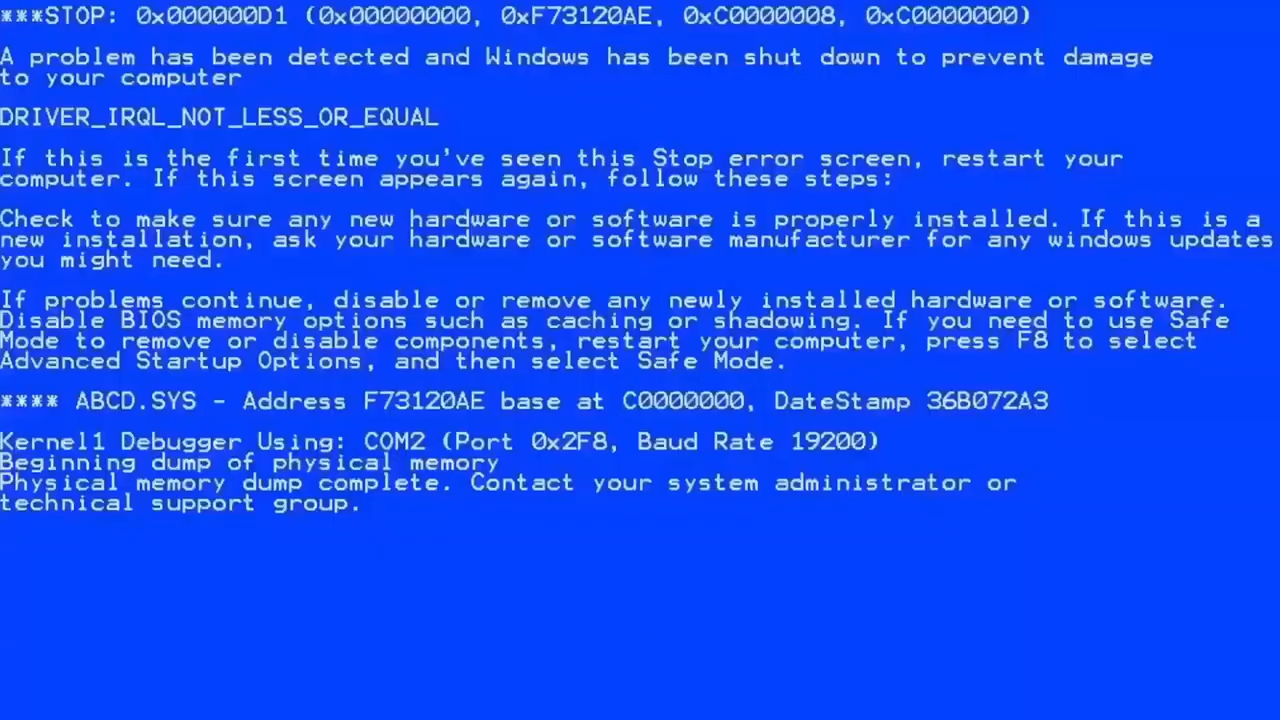 ***STOP: 0x000000D1 (0x00000000, 0xF73120AE, 0xC0000008, 0xC0000000)
A problem has been detected and Windows has been shut down to prevent damage
to your computer
DRIVER_IRQL_NOT_LESS_OR_EQUAL
If this is the first time you've seen this Stop error screen, restart your
computer. If this screen appears again, follow these steps:
Check to make sure any new hardware or software is properly installed. If this is a
new installation, ask your hardware or software manufacturer for any windows updates
you might need.
If problems continue, disable or remove any newly installed hardware or software.
Disable BIOS memory options such as caching or shadowing. If you need to use Safe
Mode to remove or disable components, restart your computer, press F8 to select
Advanced Startup Options, and then select Safe Mode.
**** ABCD.SYS - Address F73120AE base at C0000000, DateStamp 36B072A3
Kernel1 Debugger Using: COM2 (Port 0x2F8, Baud Rate 19200)
Beginning dump of physical memory
Physical memory dump complete. Contact your system administrator or
technical support group.